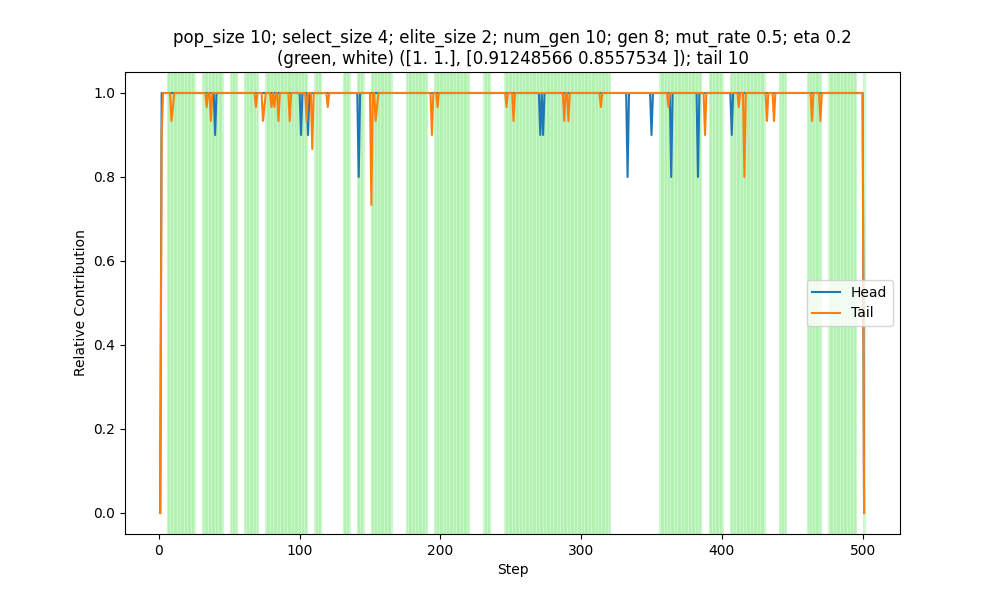 pop_size 10; select_size 4; elite_size 2; num_gen 10; gen 8; mut_rate 0.5; eta 0.2
(green, white) ([1. 1.], [0.91248566 0.8557534 ]); tail 10
1.0
0.8
0.6
0.4
0.2
0.0
Relative Contribution
Head
Tail
0
100
200
300
400
500
Step